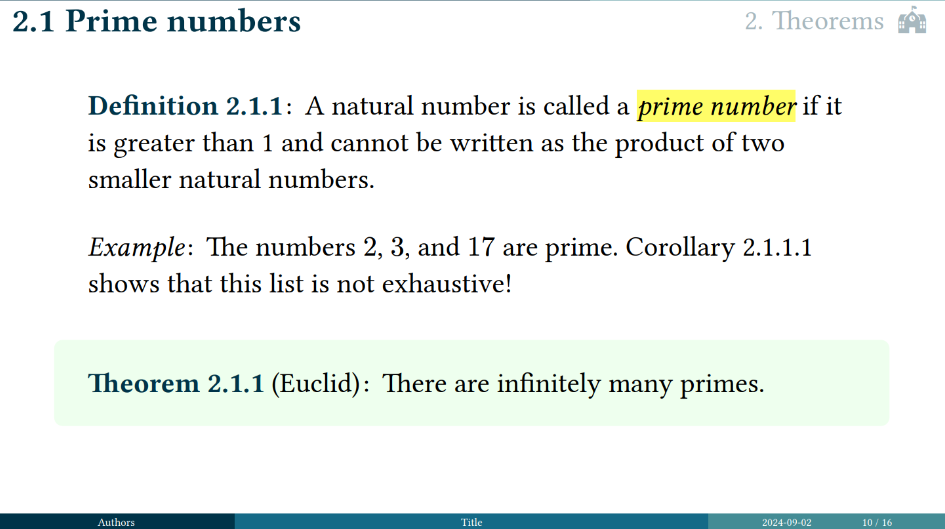 2.1 Prime numbers
2. Theorems
Definition 2.1.1: A natural number is called a prime number if it
is greater than 1 and cannot be written as the product of two
smaller natural numbers.
Example: The numbers 2, 3, and 17 are prime. Corollary 2.1.1.1
shows that this list is not exhaustive!
Theorem 2.1.1 (Euclid): There are infinitely many primes.
Authors
Title
2024-09-02
10 / 16